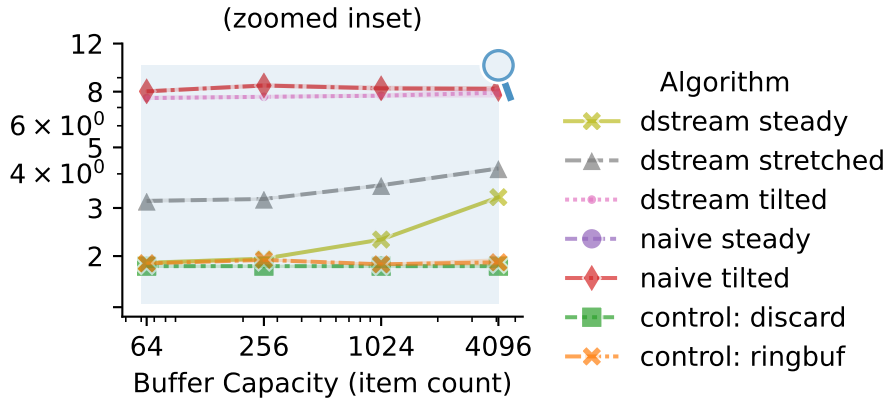 (zoomed inset)
12
8
6 × 10⁰
5
4 × 10⁰
3
2
64 256 1024 4096
Buffer Capacity (item count)
Algorithm
dstream steady
dstream stretched
dstream tilted
naive steady
naive tilted
control: discard
control: ringbuf